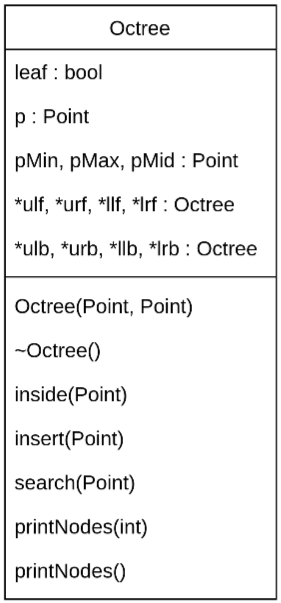 Octree
leaf : bool
p : Point
pMin, pMax, pMid : Point
*ulf, *urf, *llf, *lrf : Octree
*ulb, *urb, *llb, *lrb : Octree
Octree(Point, Point)
~Octree()
inside(Point)
insert(Point)
search(Point)
printNodes(int)
printNodes()